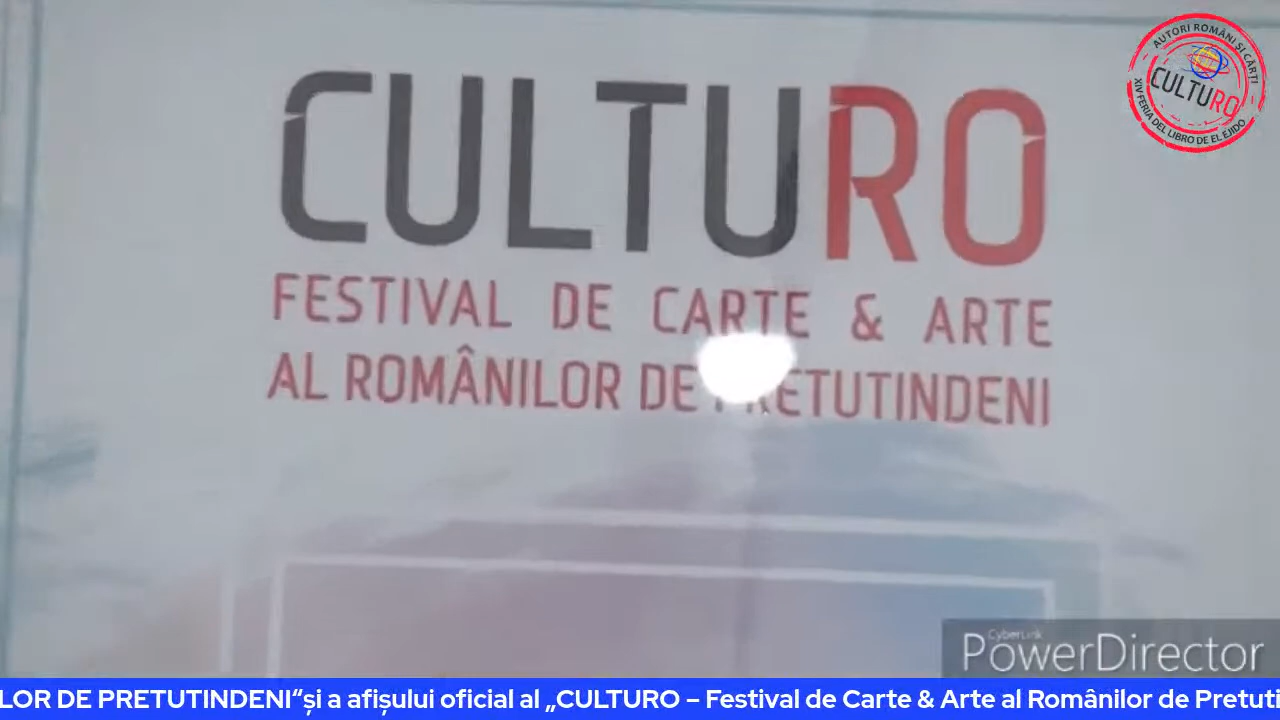 CULTURO
FESTIVAL DE CARTE & ARTE
AL ROMÂNILOR DE PRETUTINDENI
AUTORI ROMÂNI ȘI CĂRȚI
CULTURO
XIV FERIA DEL LIBRO DE EL EJIDO
CyberLink
PowerDirector
LOR DE PRETUTINDENI“și a afișului oficial al „CULTURO – Festival de Carte & Arte al Românilor de Pretuti